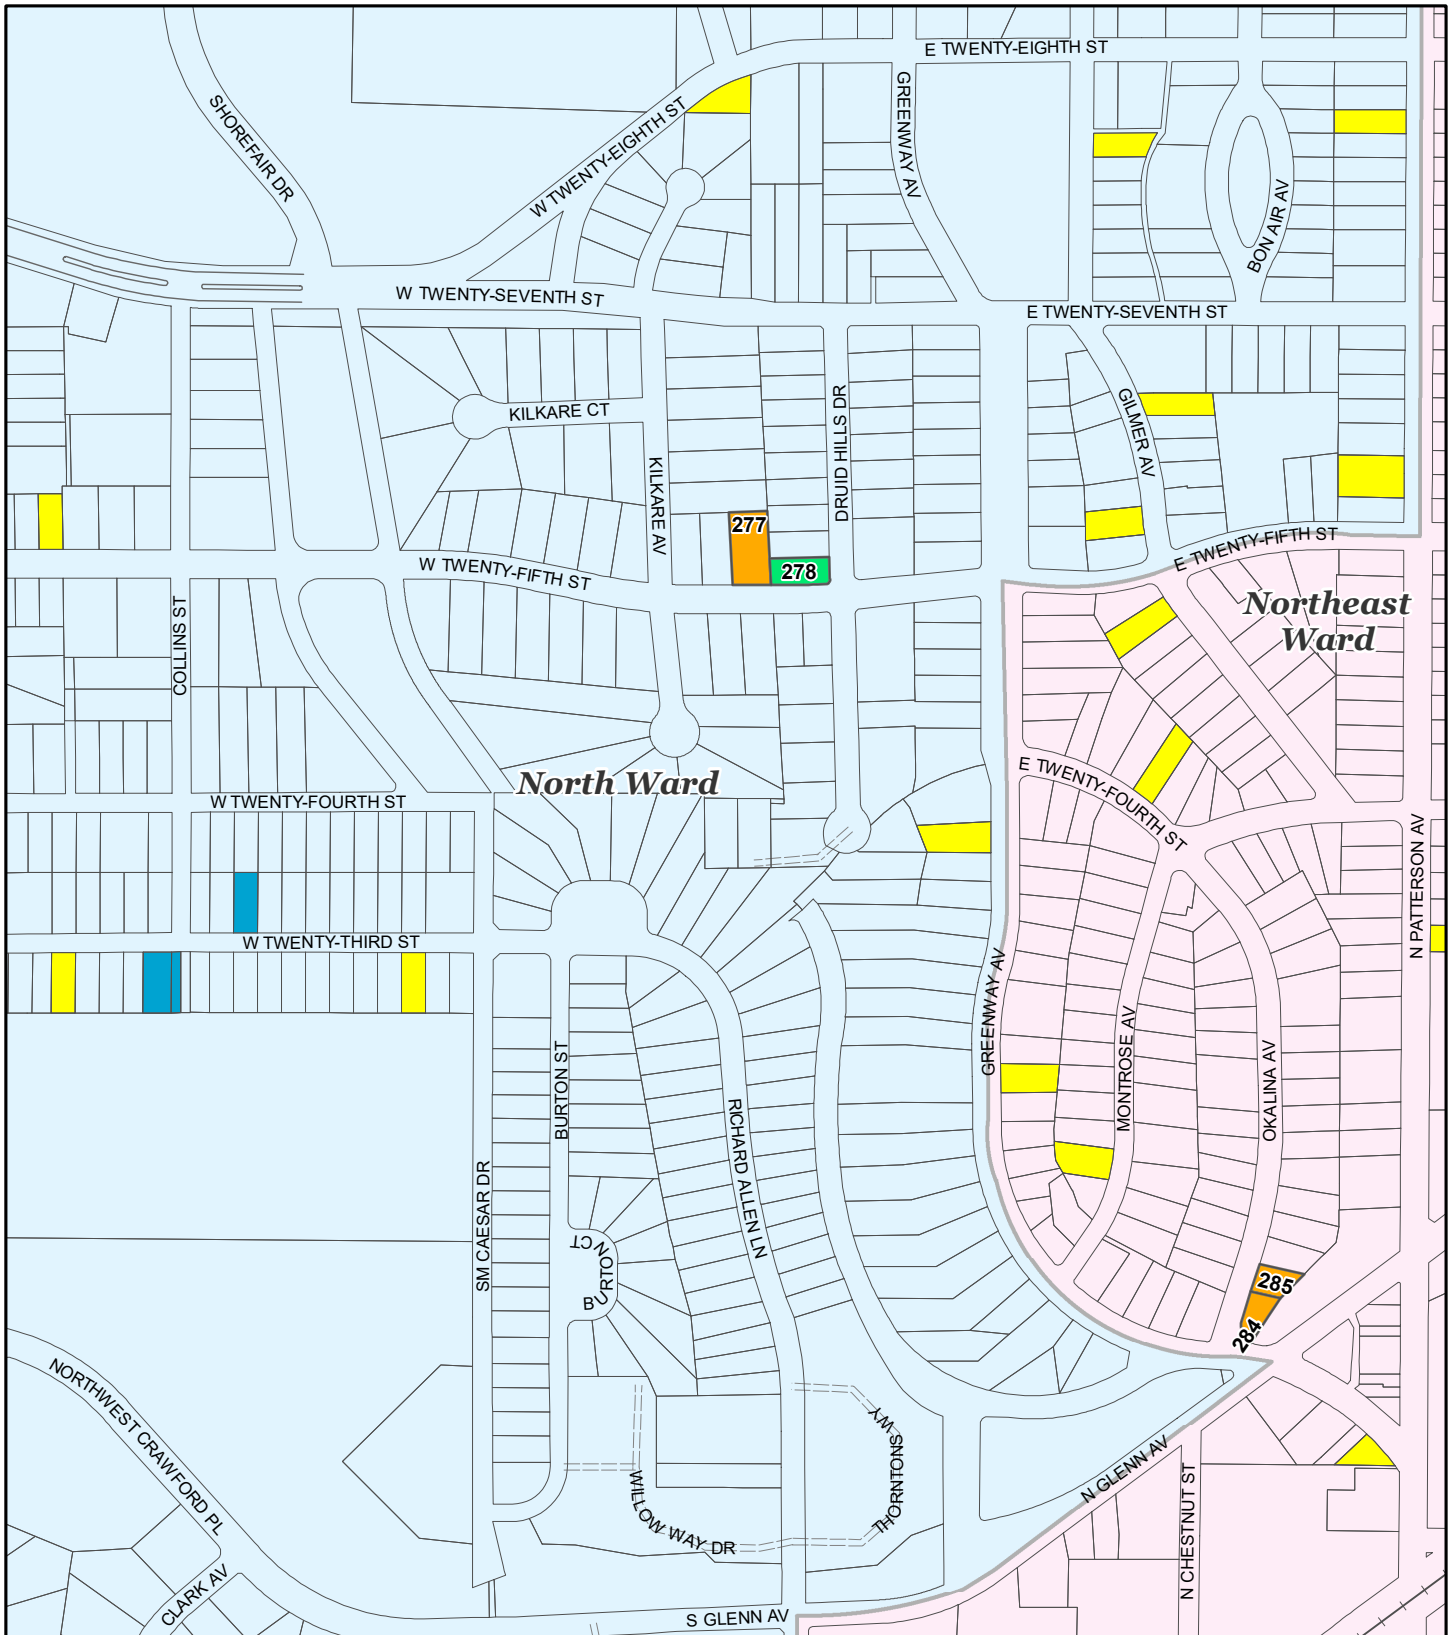 E TWENTY-EIGHTH ST
SHOREFAIR DR
W TWENTY-EIGHTH ST
GREENWAY AV
BON AIR AV
W TWENTY-SEVENTH ST
E TWENTY-SEVENTH ST
KILKARE CT
DRUID HILLS DR
GILMER AV
KILKARE AV
277
278
W TWENTY-FIFTH ST
E TWENTY-FIFTH ST
Northeast
Ward
COLLINS ST
North Ward
E TWENTY-FOURTH ST
W TWENTY-FOURTH ST
N PATTERSON AV
W TWENTY-THIRD ST
GREENWAY AV
MONTROSE AV
OKALINA AV
BURTON ST
RICHARD ALLEN LN
SM CAESAR DR
BURTON CT
285
284
NORTHWEST CRAWFORD PL
THORNTONS WY
WILLOW WAY DR
N GLENN AV
N CHESTNUT ST
CLARK AV
S GLENN AV